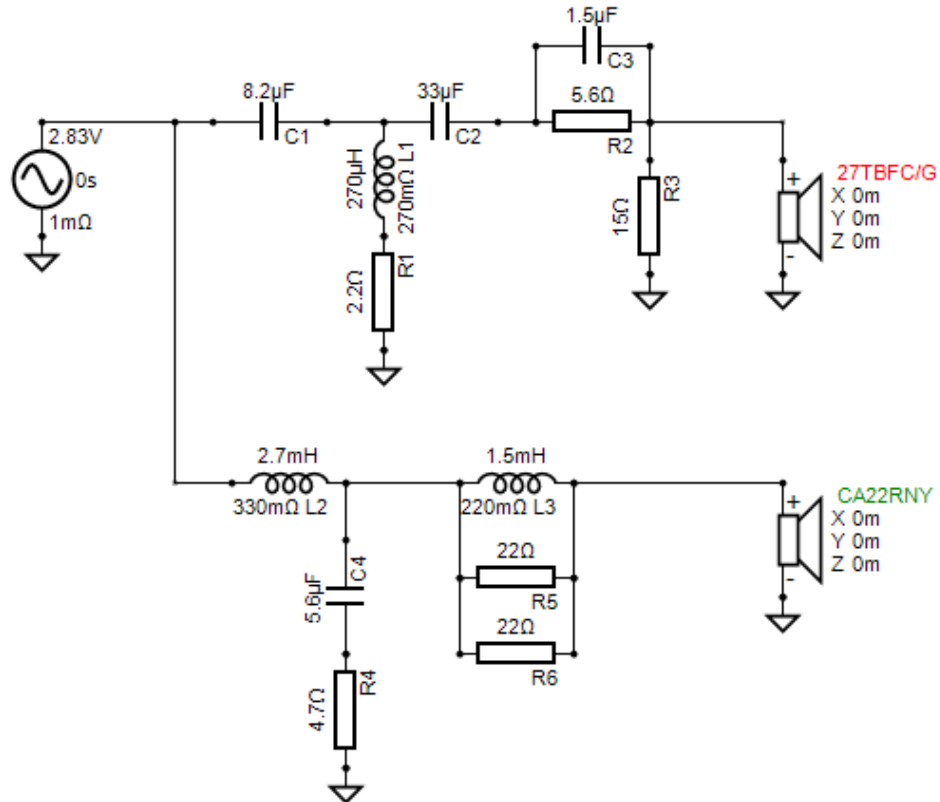 1.5µF
C3
8.2µF
33µF
5.6Ω
C1
C2
R2
2.83V
0s
1mΩ
270µH
270mΩ L1
R3
15Ω
27TBFC/G
X 0m
Y 0m
Z 0m
+
-
R1
2.2Ω
2.7mH
1.5mH
330mΩ L2
220mΩ L3
CA22RNY
X 0m
Y 0m
Z 0m
+
-
C4
5.6µF
22Ω
R5
22Ω
R6
R4
4.7Ω